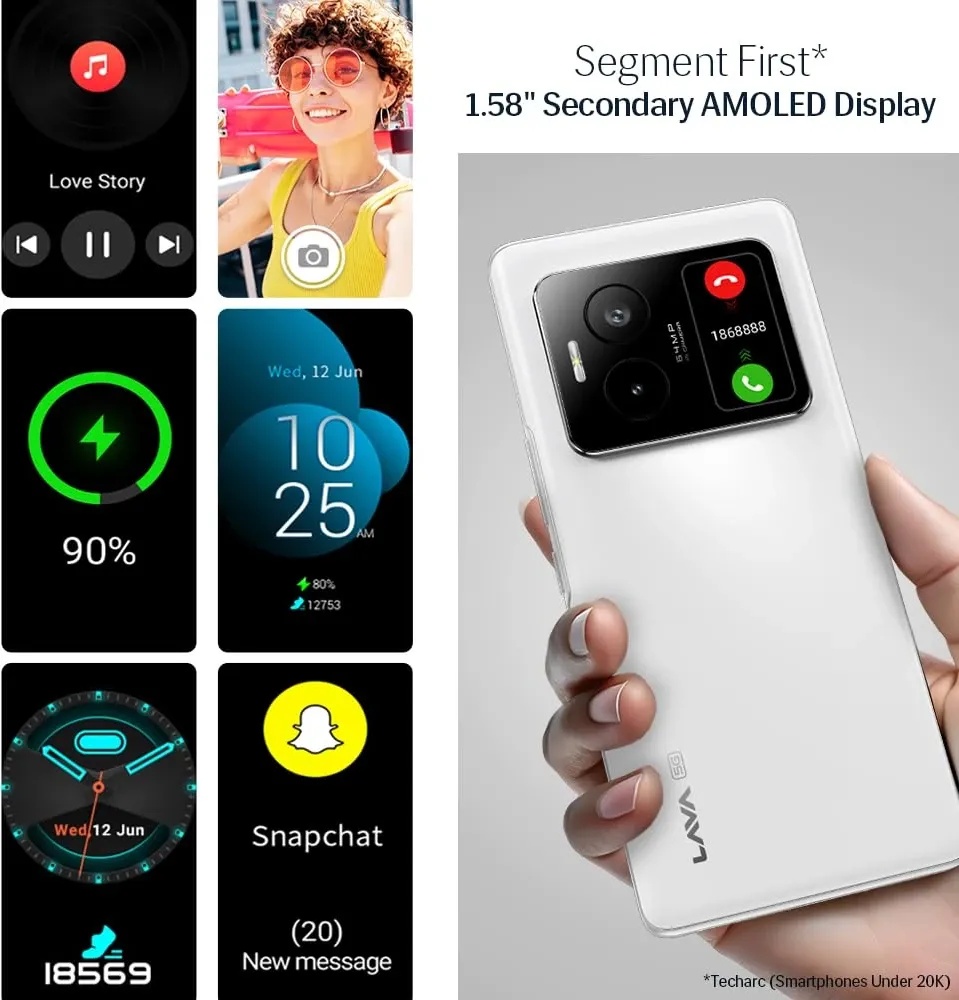 Love Story
90%
Wed, 12 Jun
10
25
AM
80%
12753
Wed,12 Jun
18569
Snapchat
(20)
New message
Segment First*
1.58" Secondary AMOLED Display
64MP
1868888
LAVA 5G
*Techarc (Smartphones Under 20K)